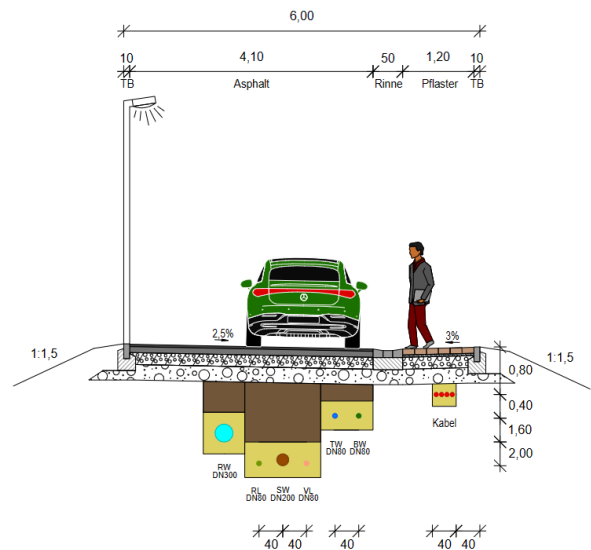 6,00
10 4,10 50 1,20 10
TB Asphalt Rinne Pflaster TB
2,5% 3%
1:1,5 1:1,5
0,80
0,40
Kabel
1,60
TW BW
DN80 DN80
2,00
RW
DN300
RL SW VL
DN80 DN200 DN80
40 40 40 40 40